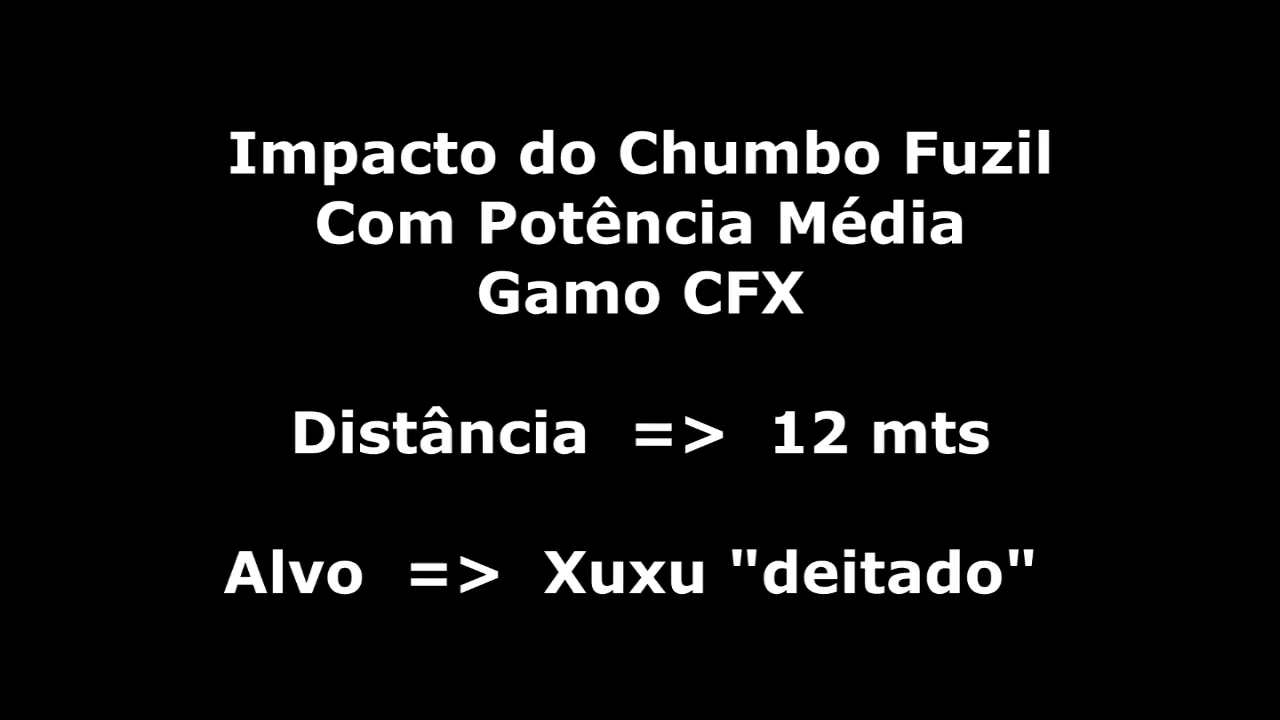 Impacto do Chumbo Fuzil
Com Potência Média
Gamo CFX
Distância => 12 mts
Alvo => Xuxu "deitado"